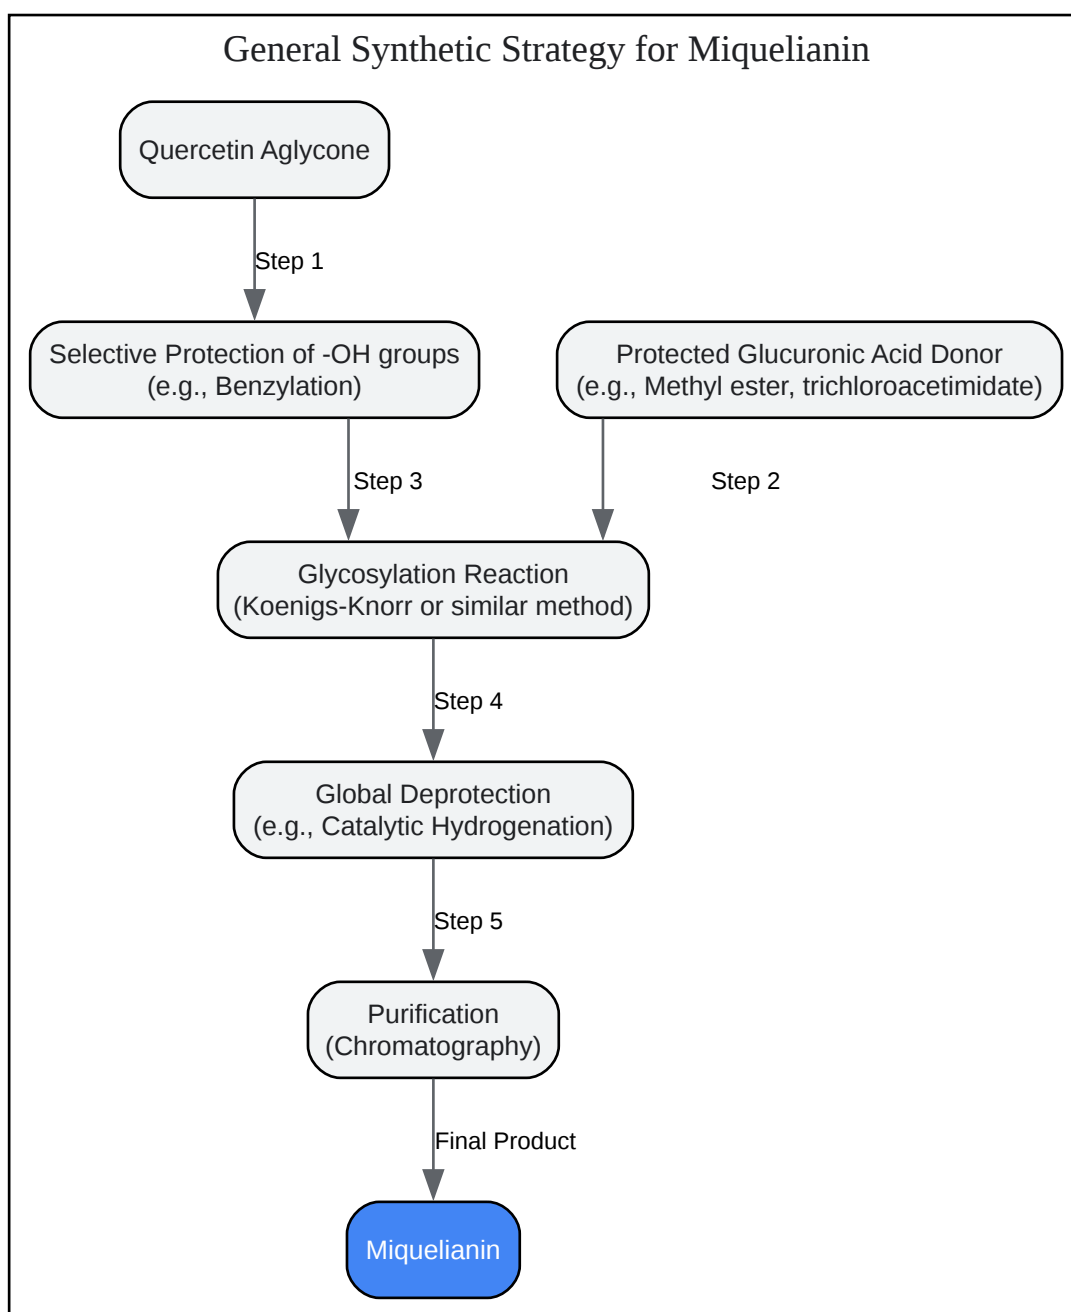 General Synthetic Strategy for Miquelianin
Quercetin Aglycone
Step 1
Selective Protection of -OH groups
(e.g., Benzylation)
Protected Glucuronic Acid Donor
(e.g., Methyl ester, trichloroacetimidate)
Step 3
Step 2
Glycosylation Reaction
(Koenigs-Knorr or similar method)
Step 4
Global Deprotection
(e.g., Catalytic Hydrogenation)
Step 5
Purification
(Chromatography)
Final Product
Miquelianin